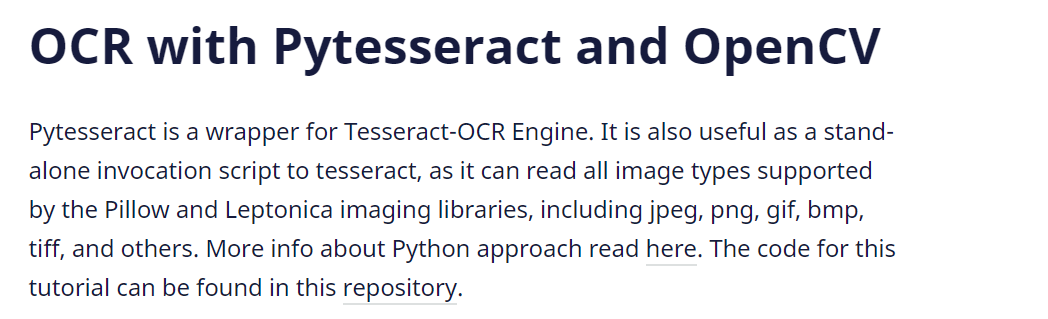 OCR with Pytesseract and OpenCV
Pytesseract is a wrapper for Tesseract-OCR Engine. It is also useful as a stand-
alone invocation script to tesseract, as it can read all image types supported
by the Pillow and Leptonica imaging libraries, including jpeg, png, gif, bmp,
tiff, and others. More info about Python approach read here. The code for this
tutorial can be found in this repository.